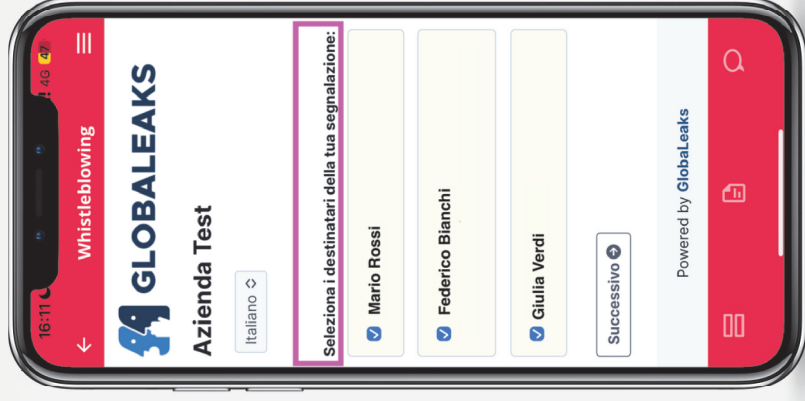 16:11
4G 47
Whistleblowing
GLOBALEAKS
Azienda Test
Italiano
Seleziona i destinatari della tua segnalazione:
Mario Rossi
Federico Bianchi
Giulia Verdi
Successivo
Powered by GlobaLeaks